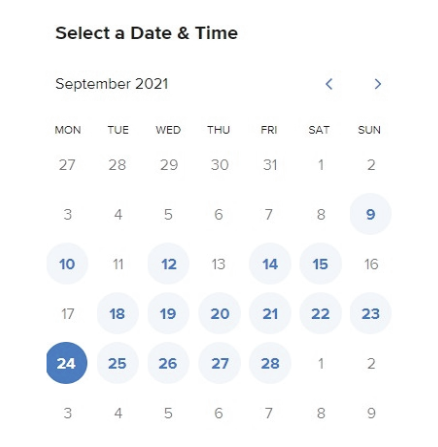 Select a Date & Time
September 2021
MON TUE WED THU FRI SAT SUN
27 28 29 30 31 1 2
3 4 5 6 7 8 9
10 11 12 13 14 15 16
17 18 19 20 21 22 23
24 25 26 27 28 1 2
3 4 5 6 7 8 9